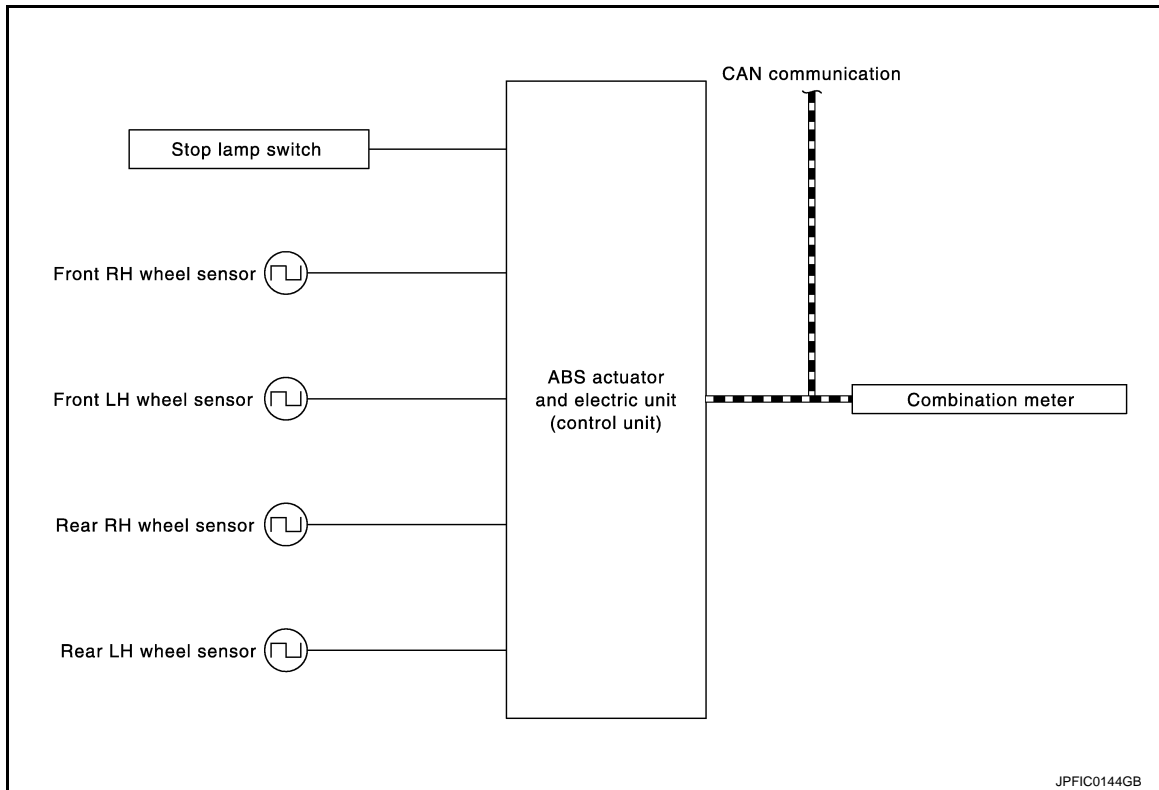 CAN communication
Stop lamp switch
Front RH wheel sensor
Front LH wheel sensor
ABS actuator
and electric unit
(control unit)
Combination meter
Rear RH wheel sensor
Rear LH wheel sensor
JPFIC0144GB